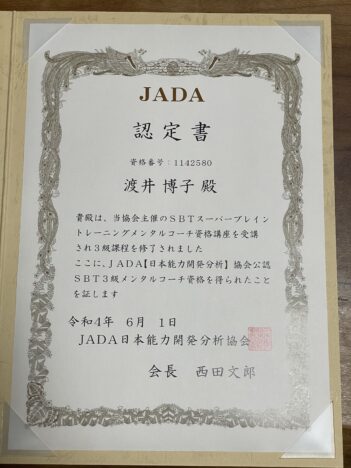 JADA
認定書
資格番号：1142580
渡井 博子 殿
貴殿は、当協会主催のSBTスーパーブレイン
トレーニングメンタルコーチ資格講座を受講
され3級課程を修了されました
ここに、JADA【日本能力開発分析】協会公認
SBT3級メンタルコーチ資格を得られたこと
を証します
令和4年 6月 1日
JADA日本能力開発分析協会
会長 西田文郎